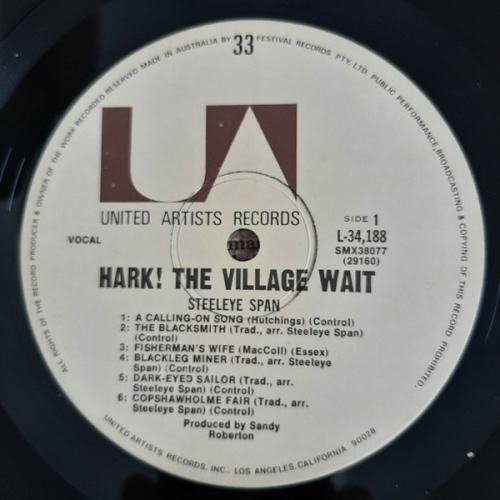 33
ALL RIGHTS OF THE RECORD PRODUCER & OWNER OF THE WORK RECORDED RESERVED MADE IN AUSTRALIA BY FESTIVAL RECORDS PTY. LTD. PUBLIC PERFORMANCE, BROADCASTING & COPYING OF THIS RECORD PROHIBITED.
UA
UNITED ARTISTS RECORDS
SIDE 1
VOCAL
L-34,188
SMX38077
(29160)
HARK! THE VILLAGE WAIT
STEELEYE SPAN
1: A CALLING-ON SONG (Hutchings) (Control)
2: THE BLACKSMITH (Trad., arr. Steeleye Span)
(Control)
3: FISHERMAN'S WIFE (MacColl) (Essex)
4: BLACKLEG MINER (Trad., arr. Steeleye
Span) (Control)
5: DARK-EYED SAILOR (Trad., arr.
Steeleye Span) (Control)
6: COPSHAWHOLME FAIR (Trad., arr.
Steeleye Span) (Control)
Produced by Sandy
Roberton
UNITED ARTISTS RECORDS, INC., LOS ANGELES, CALIFORNIA 90028